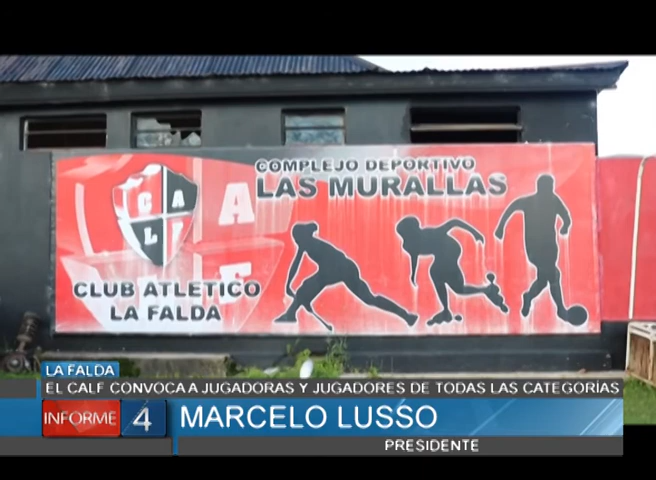 COMPLEJO DEPORTIVO
LAS MURALLAS
C A
L F
A
F
CLUB ATLETICO
LA FALDA
LA FALDA
EL CALF CONVOCA A JUGADORAS Y JUGADORES DE TODAS LAS CATEGORÍAS
INFORME 4
MARCELO LUSSO
PRESIDENTE